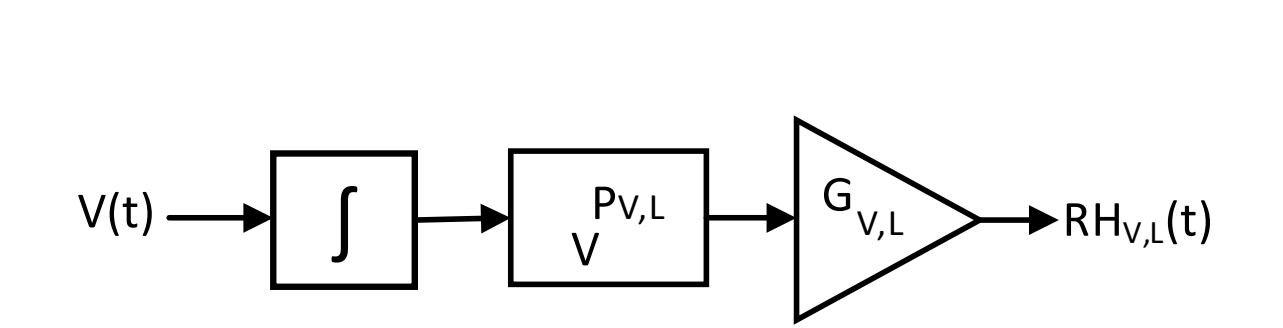 V(t)
∫
PV,L
V
GV,L
RHV,L(t)